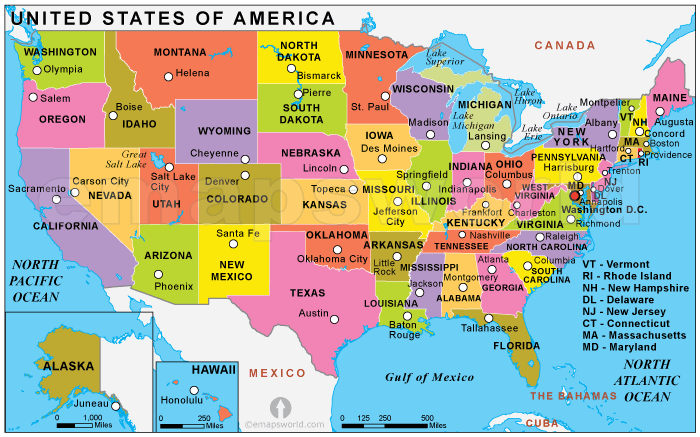 UNITED STATES OF AMERICA
CANADA
WASHINGTON
Olympia
MONTANA
Helena
NORTH
DAKOTA
Bismarck
MINNESOTA
St. Paul
Lake
Superior
Salem
OREGON
Boise
IDAHO
WYOMING
Cheyenne
Pierre
SOUTH
DAKOTA
WISCONSIN
Madison
MICHIGAN
Lansing
Lake
Michigan
Lake
Huron
Lake
Ontario
Lake
Erie
Montpelier
VT
NH
MAINE
Augusta
Concord
Albany
NEW
YORK
MA
Boston
Hartford
CT
RI
Providence
Great
Salt Lake
Salt Lake
City
UTAH
Sacramento
CALIFORNIA
Carson City
NEVADA
Denver
COLORADO
NEBRASKA
Lincoln
IOWA
Des Moines
Topeka
KANSAS
MISSOURI
Jefferson
City
Springfield
ILLINOIS
INDIANA
Indianapolis
OHIO
Columbus
PENNSYLVANIA
Harrisburg
Trenton
NJ
MD
Dover
DL
Annapolis
Washington D.C.
WEST
VIRGINIA
Charleston
VIRGINIA
Richmond
Frankfort
KENTUCKY
Nashville
TENNESSEE
Raleigh
NORTH CAROLINA
Columbia
SOUTH
CAROLINA
ARIZONA
Phoenix
Santa Fe
NEW
MEXICO
OKLAHOMA
Oklahoma City
ARKANSAS
Little
Rock
TEXAS
Austin
LOUISIANA
Baton
Rouge
MISSISSIPPI
Jackson
Montgomery
ALABAMA
Atlanta
GEORGIA
Tallahassee
FLORIDA
NORTH
PACIFIC
OCEAN
VT - Vermont
RI - Rhode Island
NH - New Hampshire
DL - Delaware
NJ - New Jersey
CT - Connecticut
MA - Massachusetts
MD - Maryland
NORTH
ATLANTIC
OCEAN
ALASKA
Juneau
0 1,000
Miles
HAWAII
Honolulu
0 250
Miles
MEXICO
Gulf of Mexico
THE BAHAMAS
CUBA
©emapsworld.com
0 125 250 500
Miles
emapsworld